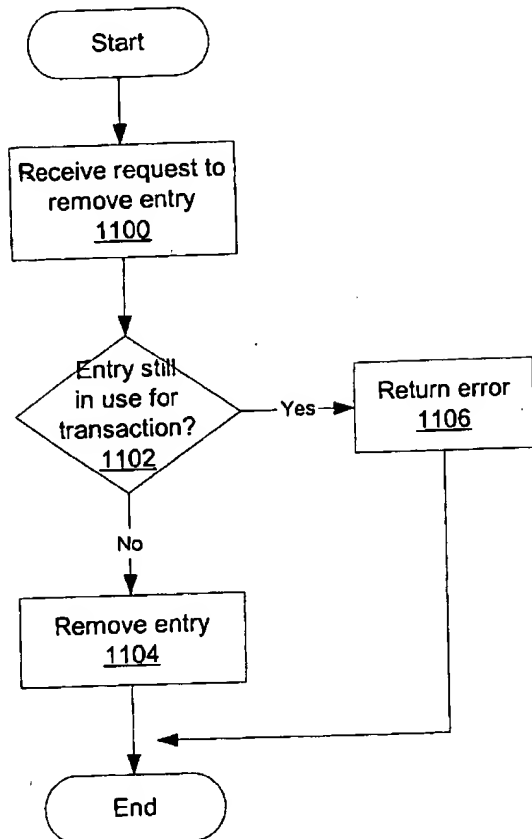 Start
Receive request to
remove entry
1100
Entry still
in use for
transaction?
1102
Yes
Return error
1106
No
Remove entry
1104
End